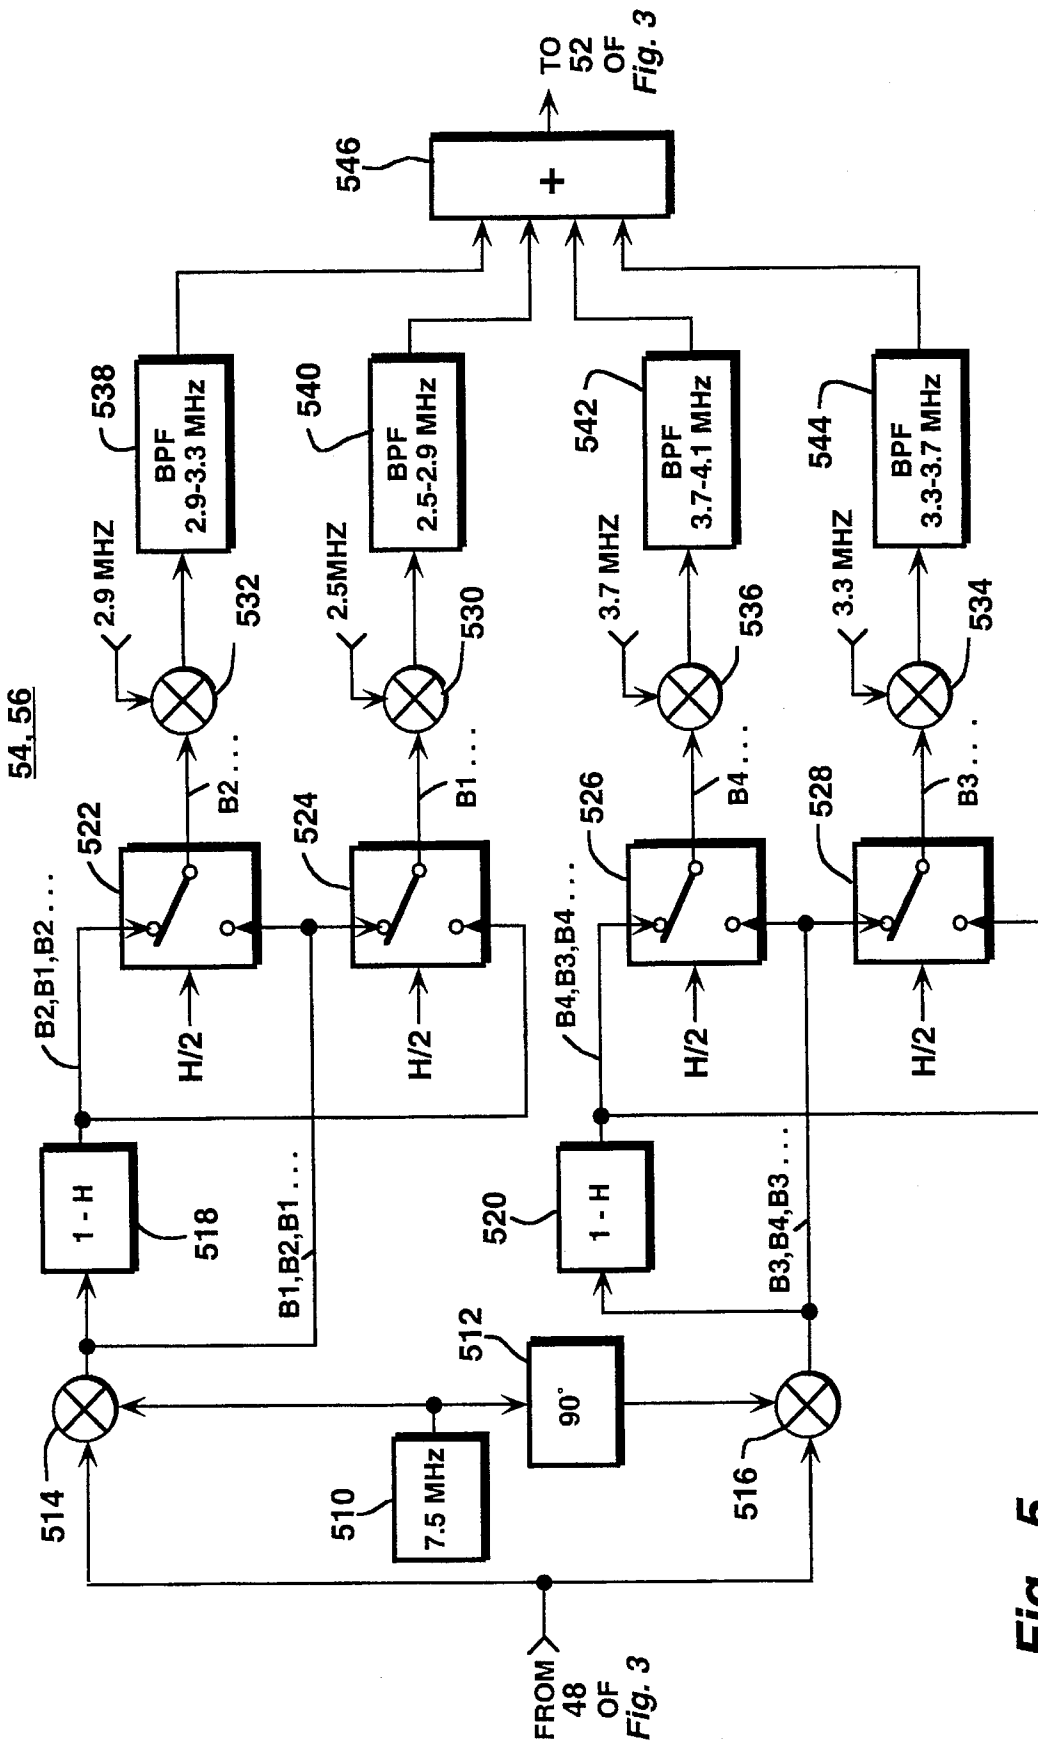 54, 56
FROM
48
OF
Fig. 3
514
510
7.5 MHz
516
512
90°
518
1 - H
520
1 - H
B1,B2,B1 . . .
B3,B4,B3 . . .
B2,B1,B2 . . .
B4,B3,B4 . . .
H/2
H/2
H/2
H/2
522
524
526
528
B2 . . .
B1 . . .
B4 . . .
B3 . . .
2.9 MHZ
532
2.5MHZ
530
3.7 MHZ
536
3.3 MHZ
534
538
BPF
2.9-3.3 MHz
540
BPF
2.5-2.9 MHz
542
BPF
3.7-4.1 MHz
544
BPF
3.3-3.7 MHz
546
+
TO
52
OF
Fig. 3
Fig. 5